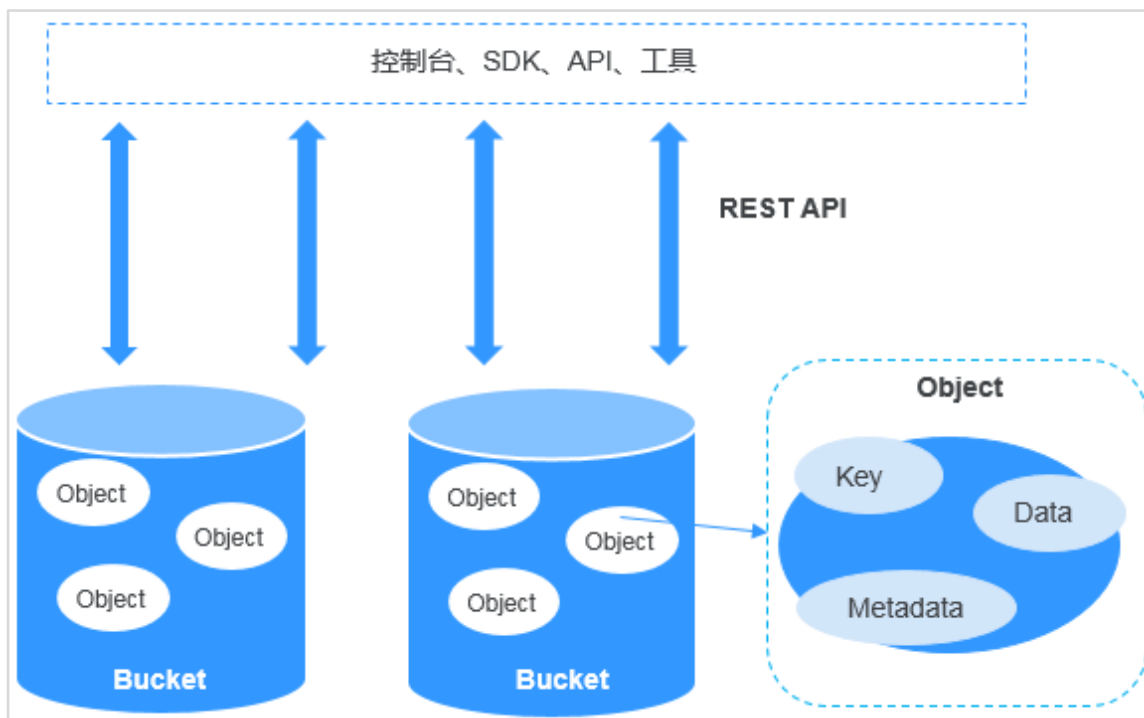 控制台、SDK、API、工具
REST API
Object
Object
Object
Bucket
Object
Object
Object
Bucket
Object
Key
Data
Metadata